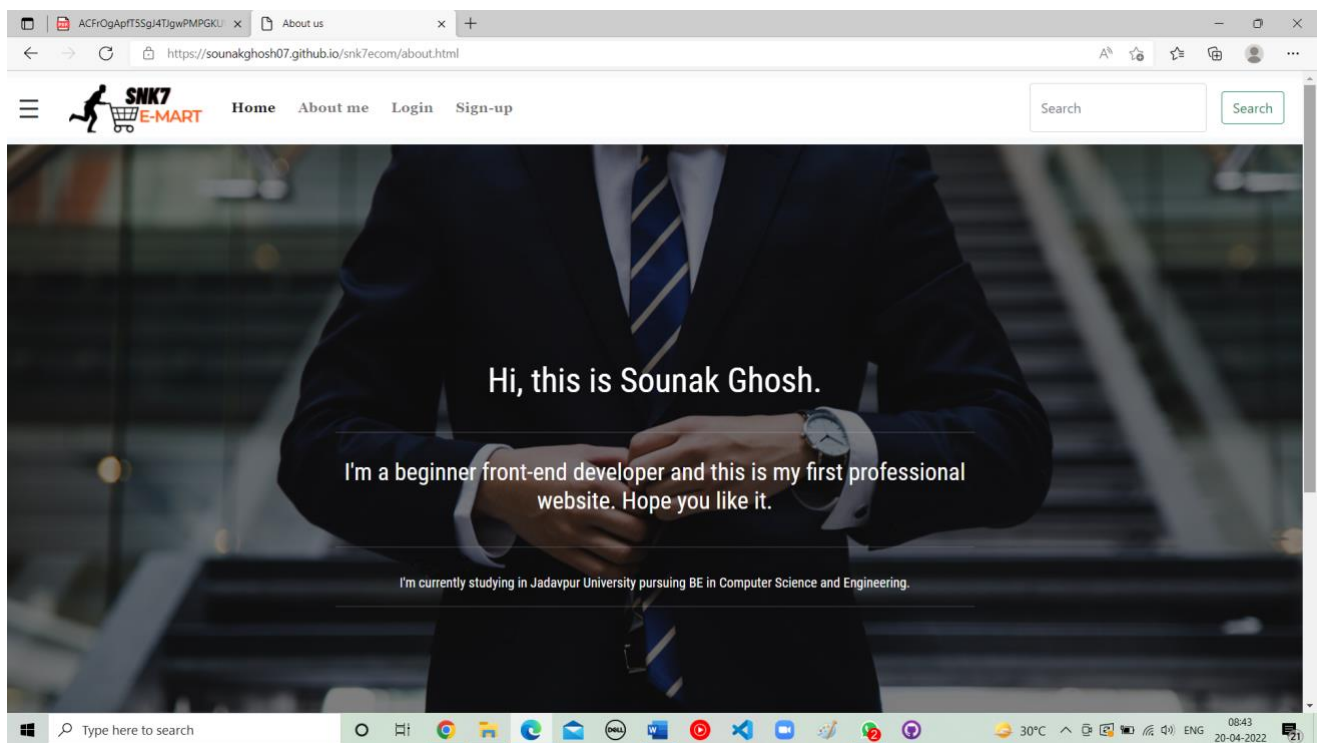 ACFrOgApfT5SgJ4TJgwPMPGKU
About us
https://sounakghosh07.github.io/snk7ecom/about.html
SNK7
E-MART
Home About me Login Sign-up
Search
Search
Hi, this is Sounak Ghosh.
I'm a beginner front-end developer and this is my first professional
website. Hope you like it.
I'm currently studying in Jadavpur University pursuing BE in Computer Science and Engineering.
Type here to search
DELL
2
30°C
ENG
08:43
20-04-2022
21